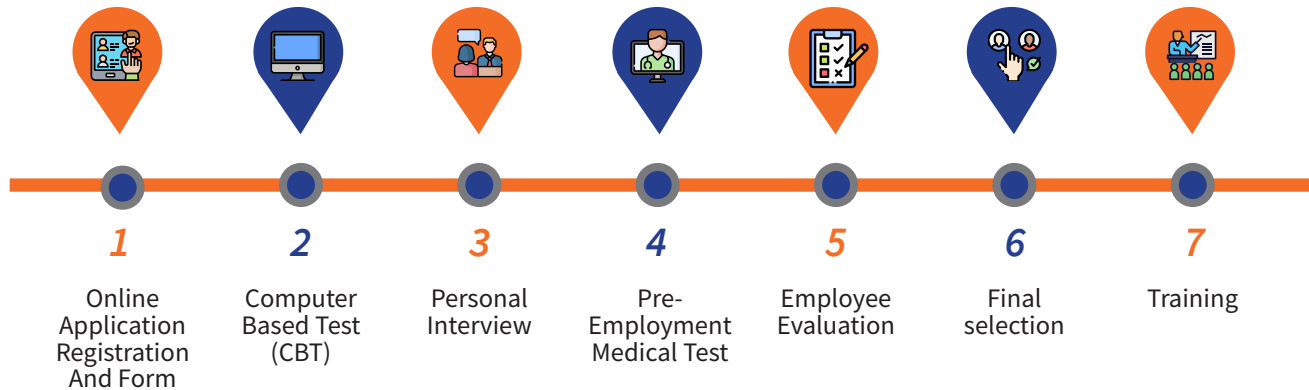 1
Online
Application
Registration
And Form
2
Computer
Based Test
(CBT)
3
Personal
Interview
4
Pre-
Employment
Medical Test
5
Employee
Evaluation
6
Final
selection
7
Training